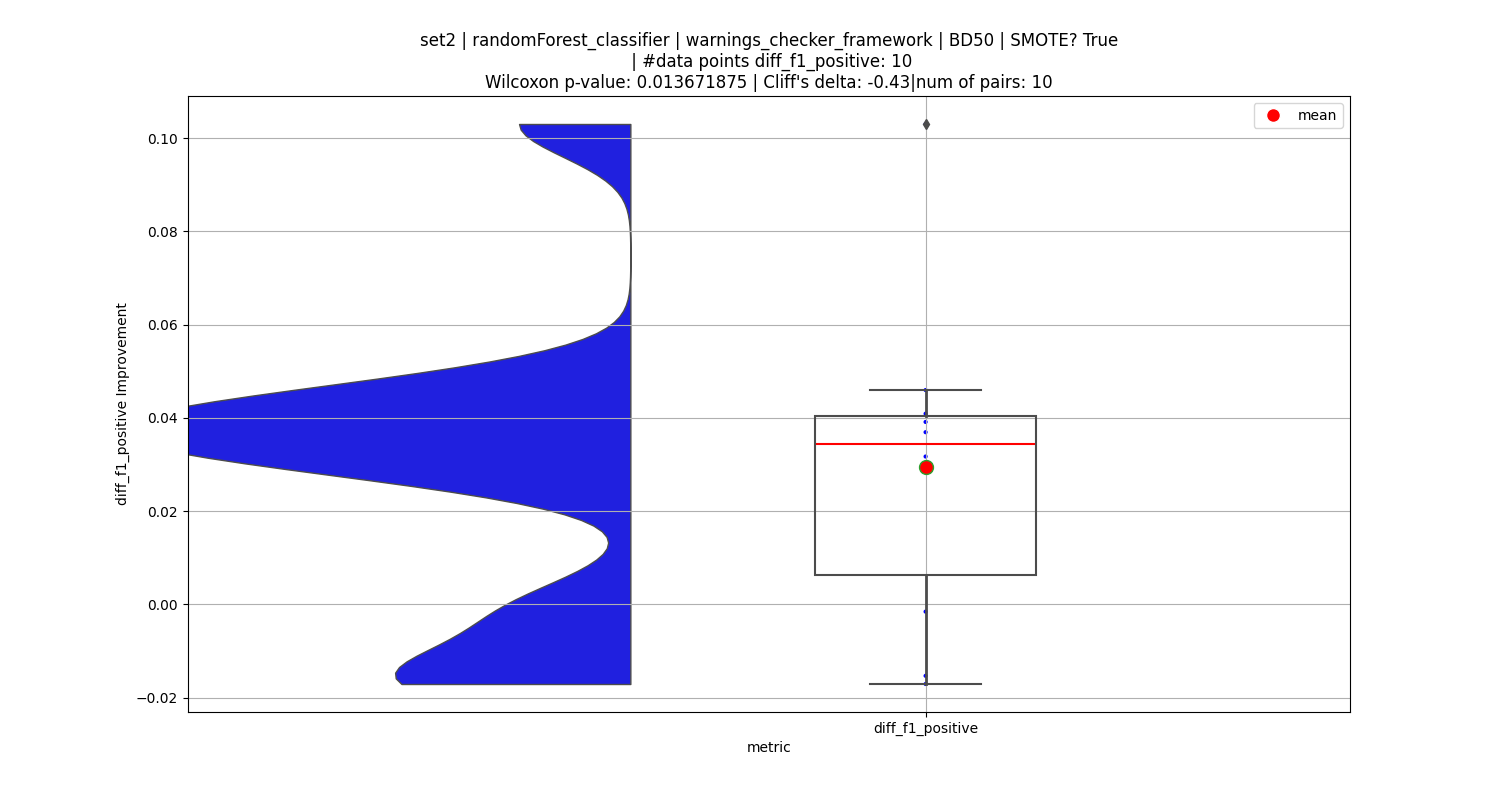 set2 | randomForest_classifier | warnings_checker_framework | BD50 | SMOTE? True
| #data points diff_f1_positive: 10
Wilcoxon p-value: 0.013671875 | Cliff's delta: -0.43|num of pairs: 10
mean
0.10
0.08
0.06
0.04
0.02
0.00
−0.02
diff_f1_positive Improvement
diff_f1_positive
metric